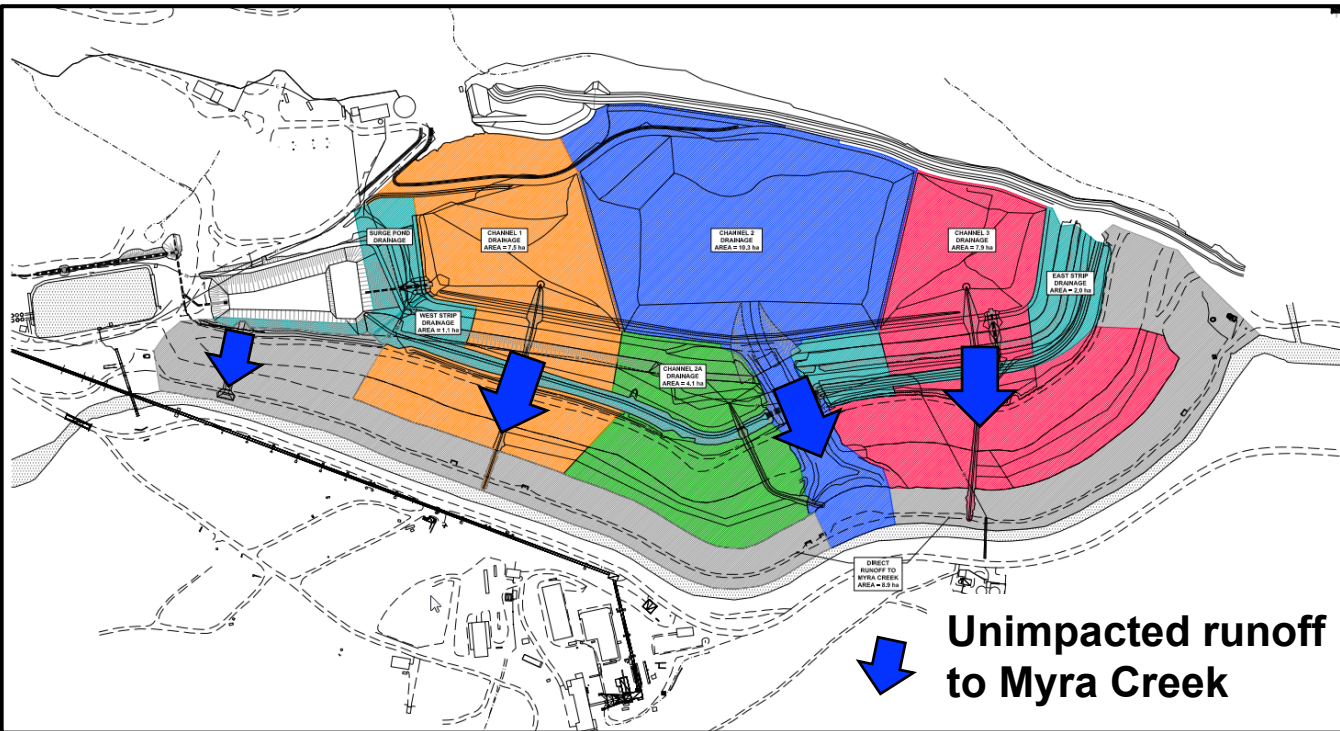 SURGE POND
DRAINAGE
CHANNEL 1
DRAINAGE
AREA = 7,5 ha
CHANNEL 2
DRAINAGE
AREA = 10,3 ha
CHANNEL 3
DRAINAGE
AREA = 7,9 ha
EAST STRIP
DRAINAGE
AREA = 2,0 ha
WEST STRIP
DRAINAGE
AREA = 1,1 ha
CHANNEL 2A
DRAINAGE
AREA = 4,1 ha
DIRECT
RUNOFF TO
MYRA CREEK
AREA = 8.9 ha
Unimpacted runoff
to Myra Creek